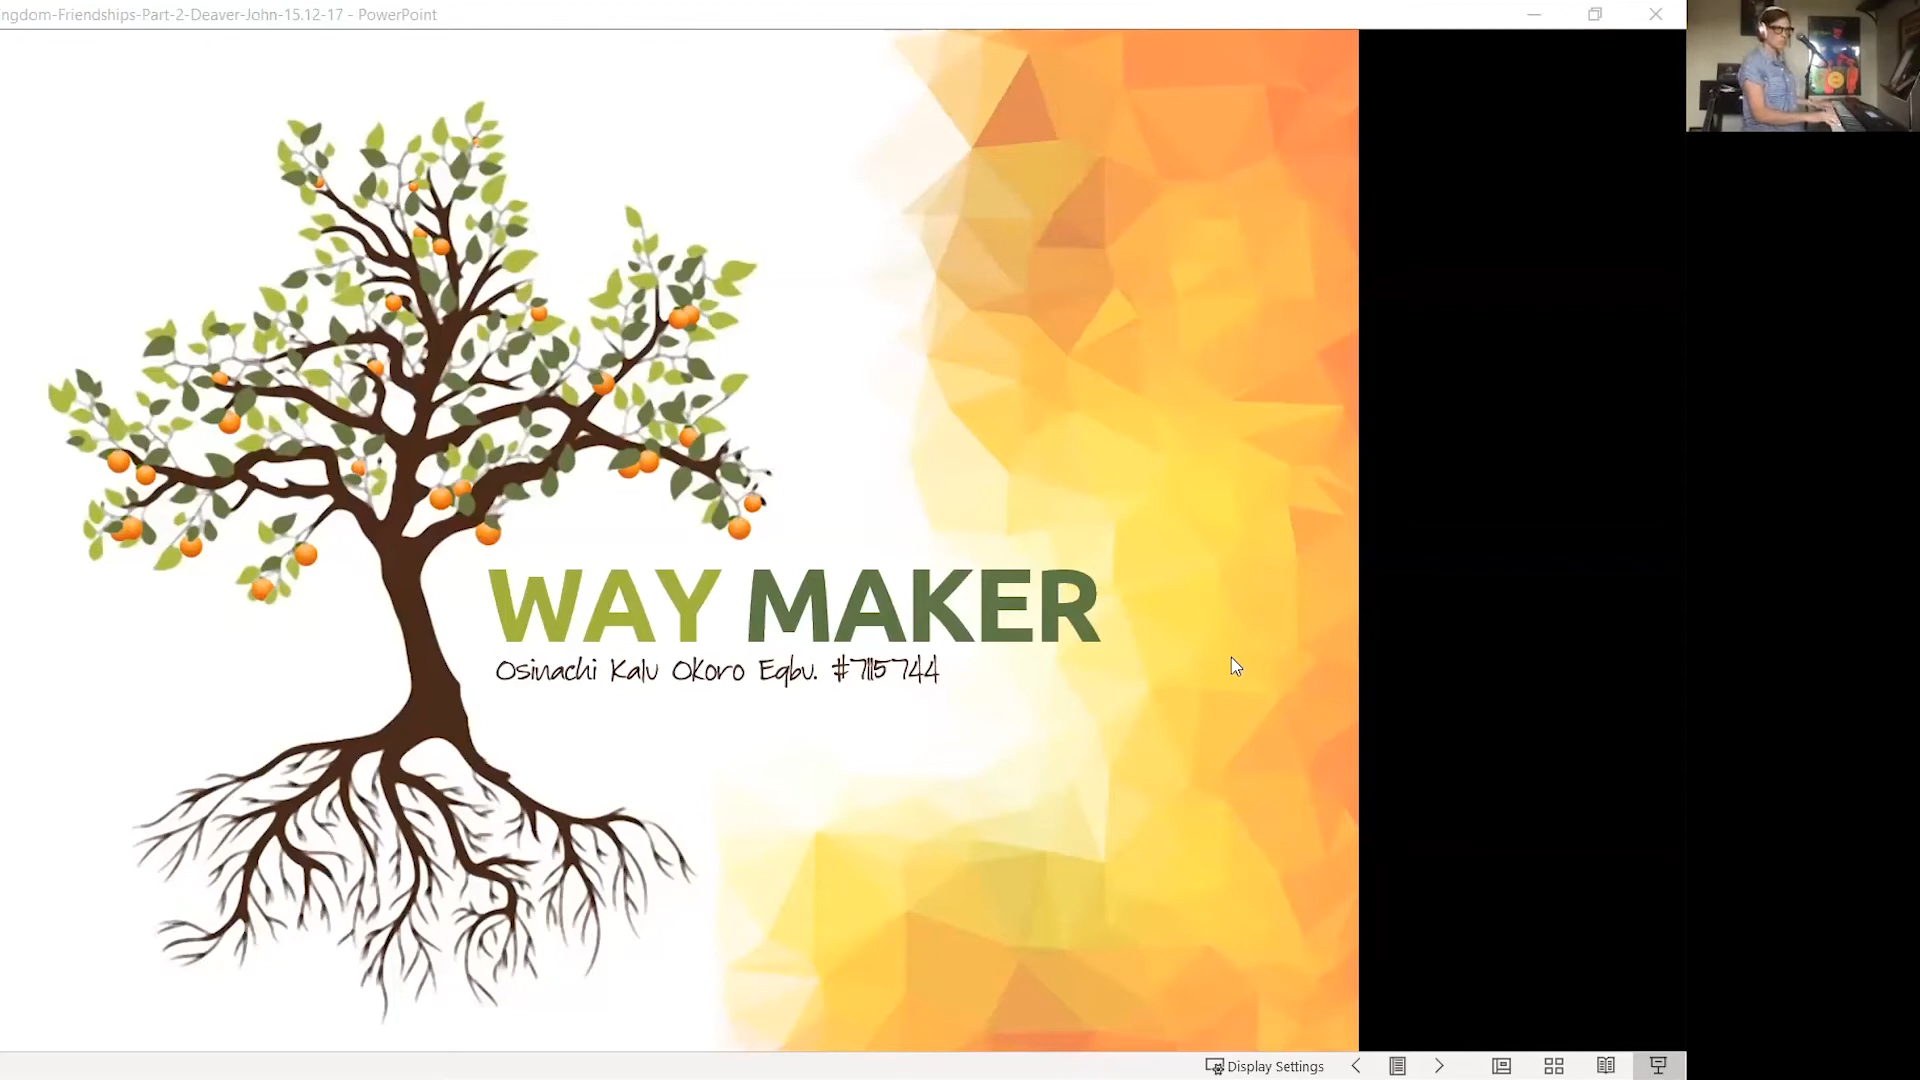 ngdom-Friendships-Part-2-Deaver-John-15.12-17 - PowerPoint
WAY MAKER
Osinachi Kalu Okoro Egbu. #7115744
Display Settings